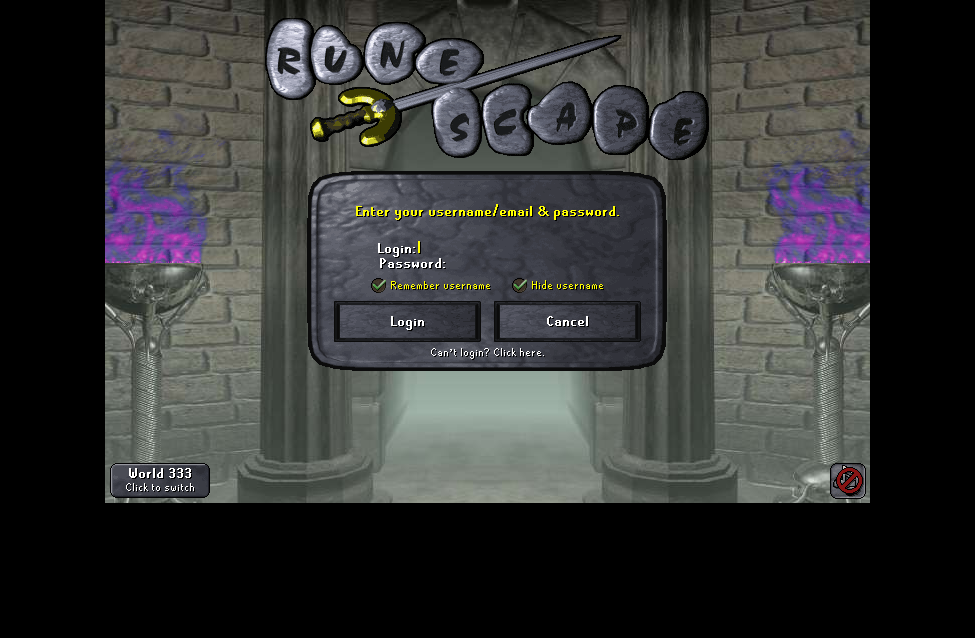 RUNE
SCAPE
Enter your username/email & password.
Login:
Password:
Remember username
Hide username
Login
Cancel
Can't login? Click here.
World 333
Click to switch